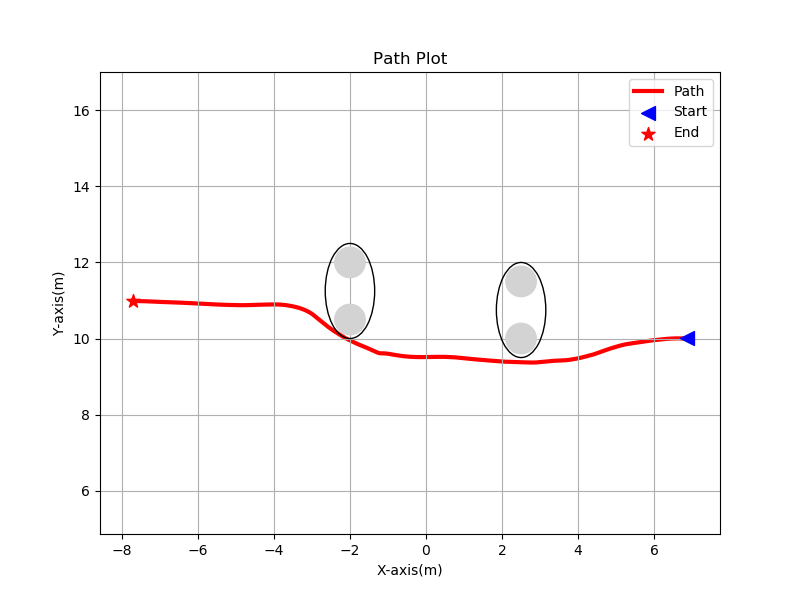 Path Plot
Path
Start
End
Y-axis(m)
16
14
12
10
8
6
−8 −6 −4 −2 0 2 4 6
X-axis(m)